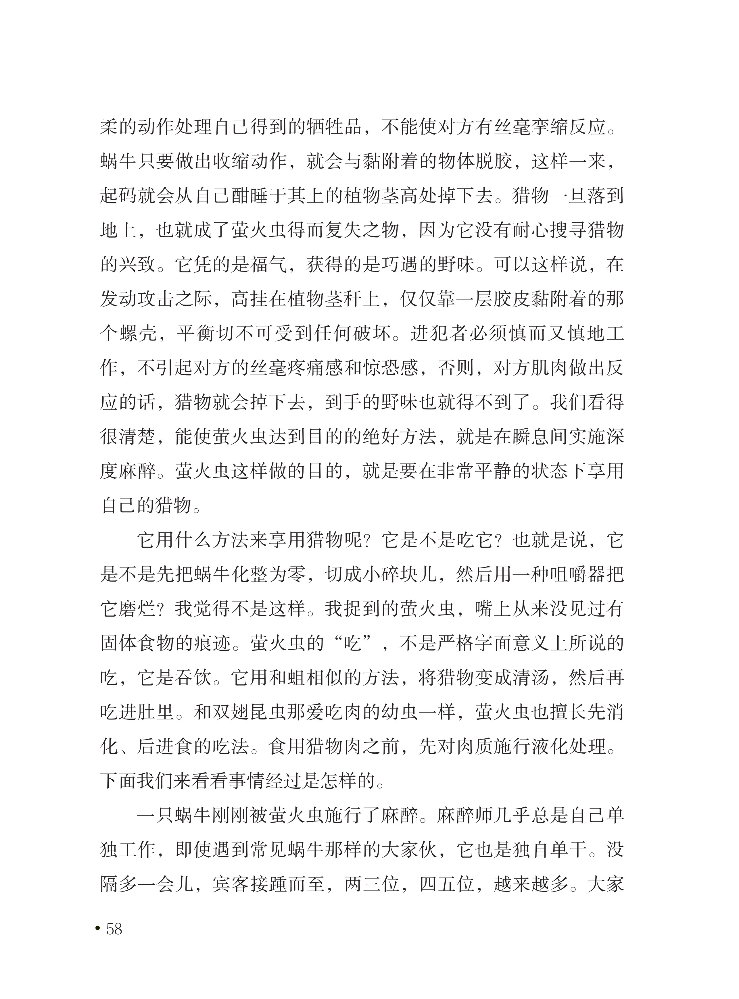 柔的动作处理自己得到的牺牲品，不能使对方有丝毫挛缩反应。
蜗牛只要做出收缩动作，就会与黏附着的物体脱胶，这样一来，
起码就会从自己酣睡于其上的植物茎高处掉下去。猎物一旦落到
地上，也就成了萤火虫得而复失之物，因为它没有耐心搜寻猎物
的兴致。它凭的是福气，获得的是巧遇的野味。可以这样说，在
发动攻击之际，高挂在植物茎秆上，仅仅靠一层胶皮黏附着的那
个螺壳，平衡切不可受到任何破坏。进犯者必须慎而又慎地工
作，不引起对方的丝毫疼痛感和惊恐感，否则，对方肌肉做出反
应的话，猎物就会掉下去，到手的野味也就得不到了。我们看得
很清楚，能使萤火虫达到目的的绝好方法，就是在瞬息间实施深
度麻醉。萤火虫这样做的目的，就是要在非常平静的状态下享用
自己的猎物。
它用什么方法来享用猎物呢？它是不是吃它？也就是说，它
是不是先把蜗牛化整为零，切成小碎块儿，然后用一种咀嚼器把
它磨烂？我觉得不是这样。我捉到的萤火虫，嘴上从来没见过有
固体食物的痕迹。萤火虫的“吃”，不是严格字面意义上所说的
吃，它是吞饮。它用和蛆相似的方法，将猎物变成清汤，然后再
吃进肚里。和双翅昆虫那爱吃肉的幼虫一样，萤火虫也擅长先消
化、后进食的吃法。食用猎物肉之前，先对肉质施行液化处理。
下面我们来看看事情经过是怎样的。
一只蜗牛刚刚被萤火虫施行了麻醉。麻醉师几乎总是自己单
独工作，即使遇到常见蜗牛那样的大家伙，它也是独自单干。没
隔多一会儿，宾客接踵而至，两三位，四五位，越来越多。大家
• 58